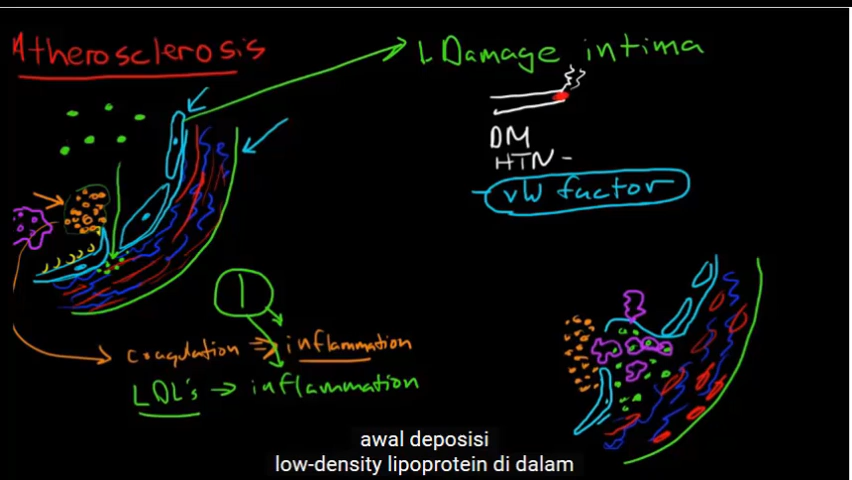 Atherosclerosis
1. Damage intima
DM
HTN -
vW factor
1
coagulation ⇒ inflammation
LDL's → inflammation
awal deposisi
low-density lipoprotein di dalam